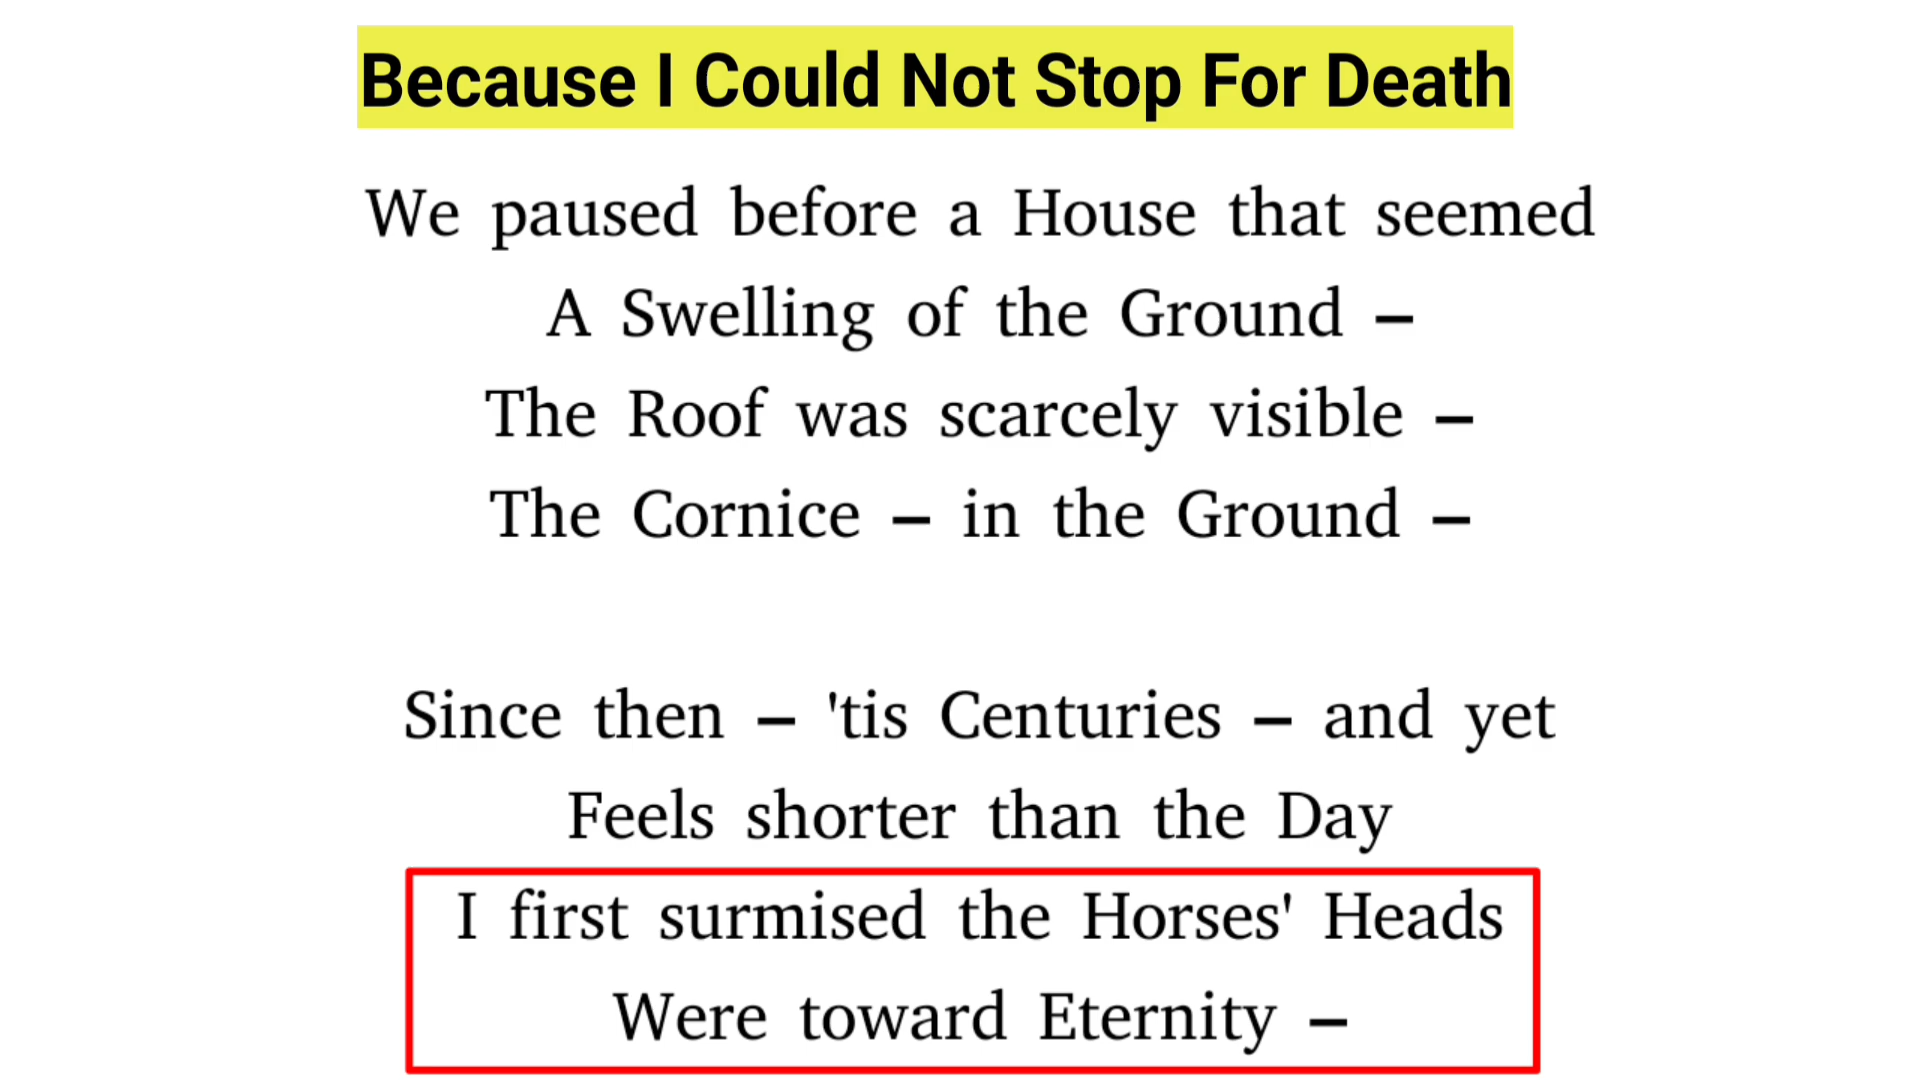 Because I Could Not Stop For Death
We paused before a House that seemed
A Swelling of the Ground –
The Roof was scarcely visible –
The Cornice – in the Ground –
Since then – 'tis Centuries – and yet
Feels shorter than the Day
I first surmised the Horses' Heads
Were toward Eternity –